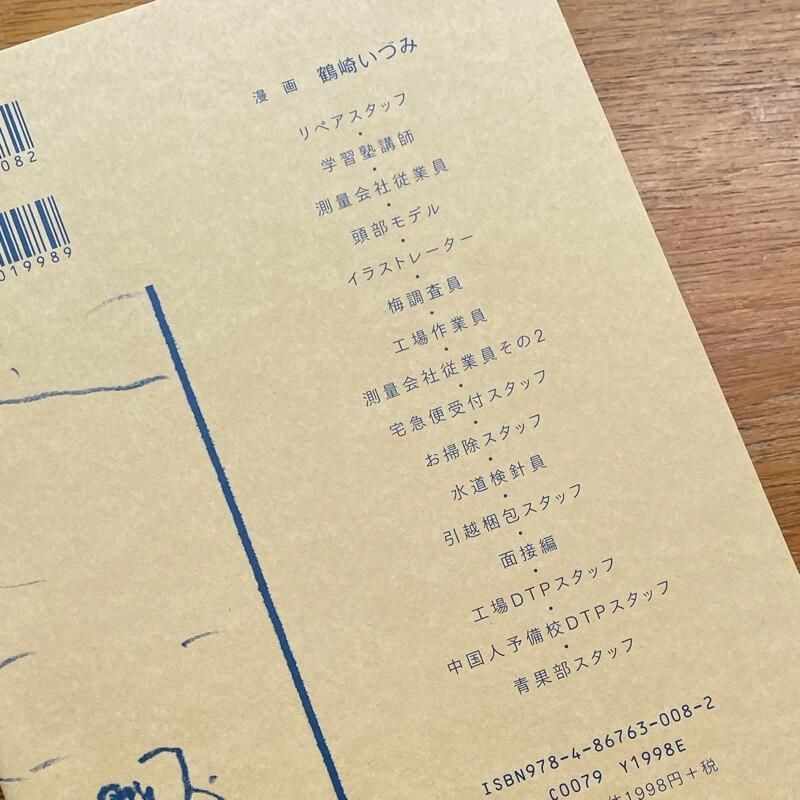 漫画 鶴崎いづみ
リペアスタッフ
・
学習塾講師
・
測量会社従業員
・
頭部モデル
・
イラストレーター
・
梅調査員
・
工場作業員
・
測量会社従業員その2
・
宅急便受付スタッフ
・
お掃除スタッフ
・
水道検針員
・
引越梱包スタッフ
・
面接編
・
工場DTPスタッフ
・
中国人予備校DTPスタッフ
・
青果部スタッフ
ISBN978-4-86763-008-2
C0079 Y1998E
1998円+税
082
019989